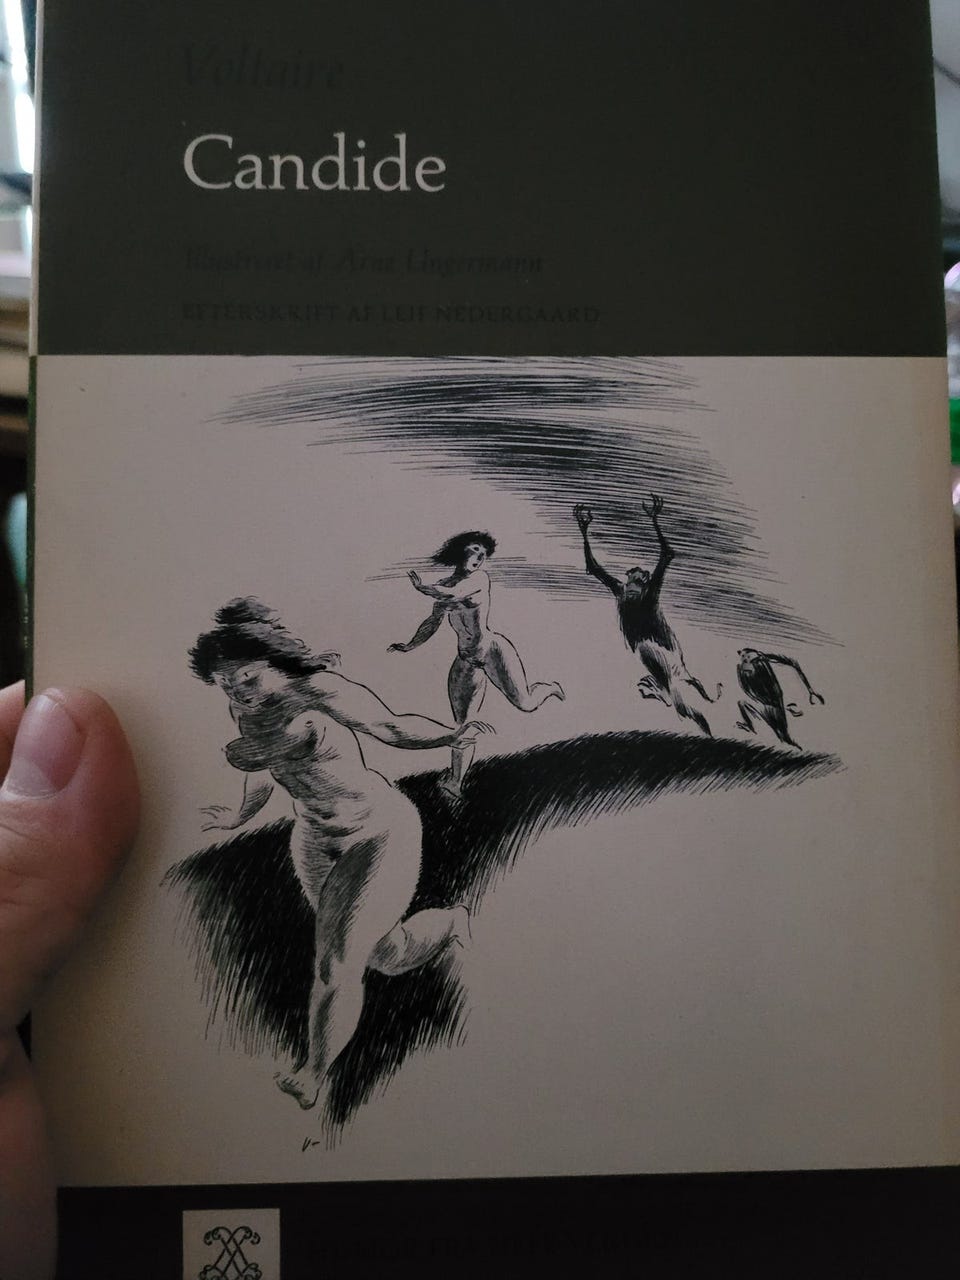 Voltaire
Candide
Illustreret af Arne Ungermann
EFTERSKRIFT AF LEIF NEDERGAARD